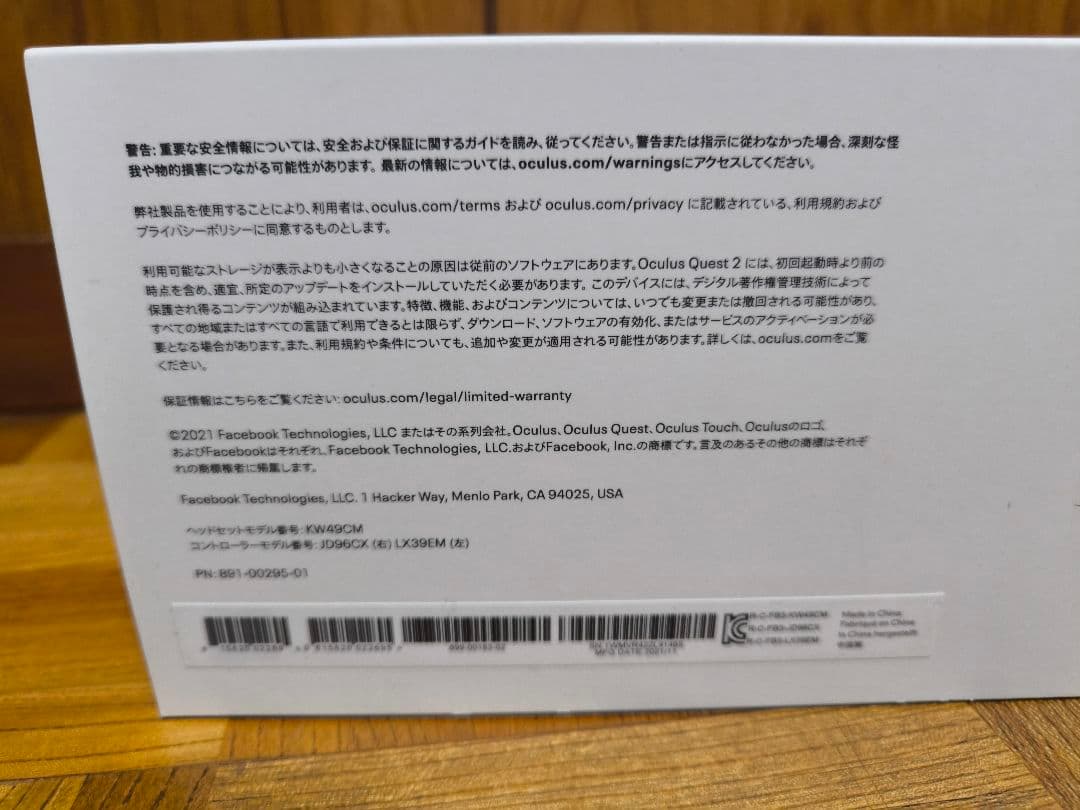 警告: 重要な安全情報については、安全および保証に関するガイドを読み、従ってください。警告または指示に従わなかった場合、深刻な怪
我や物的損害につながる可能性があります。最新の情報については、oculus.com/warningsにアクセスしてください。
弊社製品を使用することにより、利用者は、oculus.com/terms および oculus.com/privacy に記載されている、利用規約および
プライバシーポリシーに同意するものとします。
利用可能なストレージが表示よりも小さくなることの原因は従前のソフトウェアにあります。Oculus Quest 2 には、初回起動時より前の
時点を含め、適宜、所定のアップデートをインストールしていただく必要があります。このデバイスには、デジタル著作権管理技術によって
保護され得るコンテンツが組み込まれています。特徴、機能、およびコンテンツについては、いつでも変更または撤回される可能性があり、
すべての地域またはすべての言語で利用できるとは限らず、ダウンロード、ソフトウェアの有効化、またはサービスのアクティベーションが必
要となる場合があります。また、利用規約や条件についても、追加や変更が適用される可能性があります。詳しくは、oculus.comをご覧
ください。
保証情報はこちらをご覧ください: oculus.com/legal/limited-warranty
©2021 Facebook Technologies, LLC またはその系列会社。Oculus、Oculus Quest、Oculus Touch、Oculusのロゴ、
およびFacebookはそれぞれ、Facebook Technologies, LLC.およびFacebook, Inc.の商標です。言及のあるその他の商標はそれぞ
れの商標権者に帰属します。
Facebook Technologies, LLC. 1 Hacker Way, Menlo Park, CA 94025, USA
ヘッドセットモデル番号: KW49CM
コントローラーモデル番号: JD96CX (右) LX39EM (左)
PN: 891-00295-01
899-00183-02
MFG DATE 2021/11
R-C-FB3-KW49CM
R-C-FB3-JD96CX
R-C-FB3-LX39EM
Made in China
Fabriqué en Chine
In China hergestellt